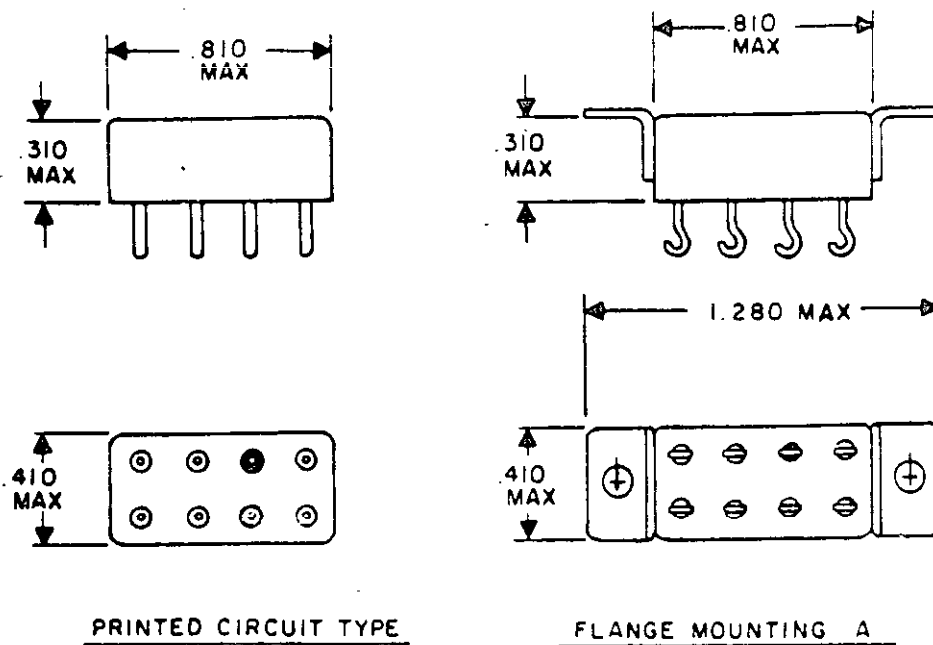 .810
MAX
.310
MAX
.410
MAX
PRINTED CIRCUIT TYPE
.810
MAX
.310
MAX
1.280 MAX
.410
MAX
FLANGE MOUNTING A